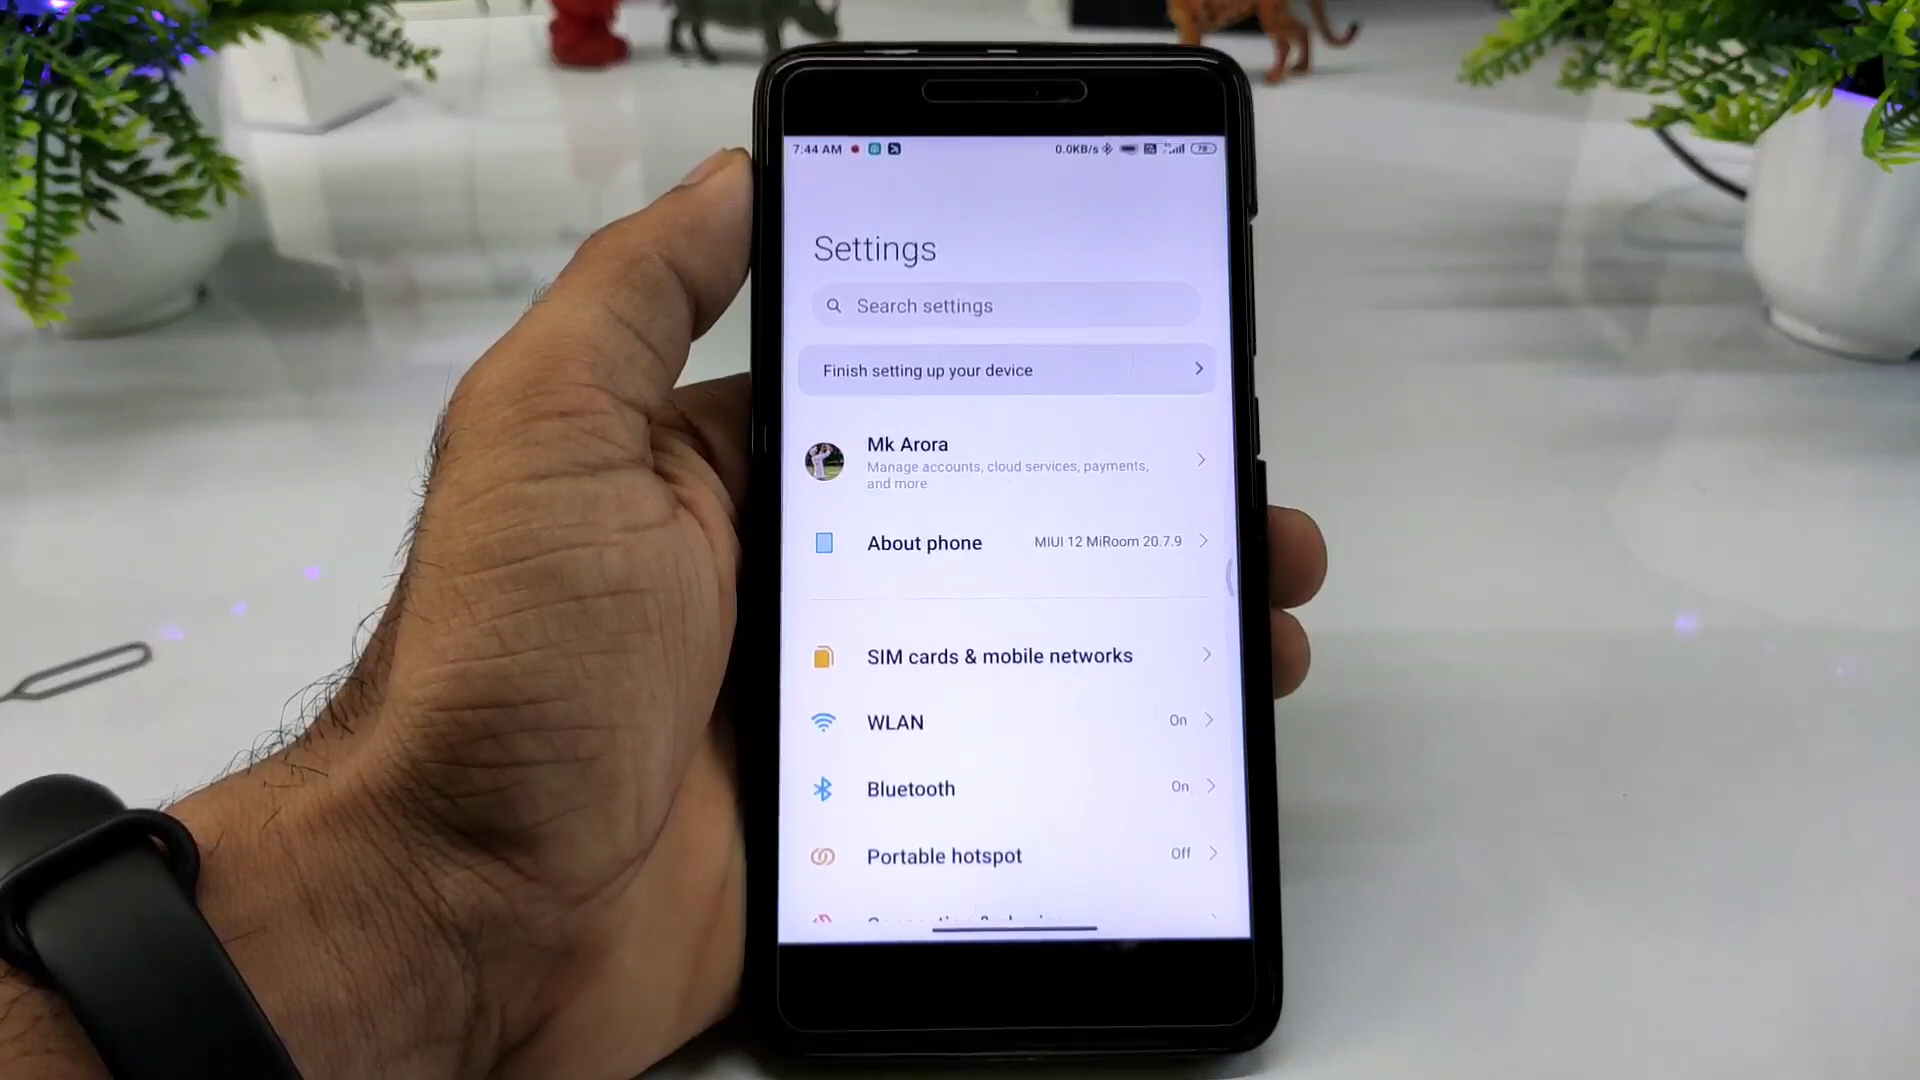 7:44 AM
0.0KB/s
78
Settings
Search settings
Finish setting up your device
Mk Arora
Manage accounts, cloud services, payments,
and more
About phone
MIUI 12 MiRoom 20.7.9
SIM cards & mobile networks
WLAN
On
Bluetooth
On
Portable hotspot
Off